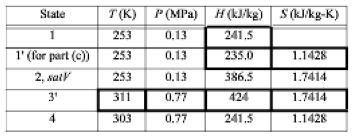 State T (K) P (MPa) H (kJ/kg) S (kJ/kg-K)
1 253 0.13 241.5
1' (for part (c)) 253 0.13 235.0 1.1428
2, satV 253 0.13 386.5 1.7414
3' 311 0.77 424 1.7414
4 303 0.77 241.5 1.1428